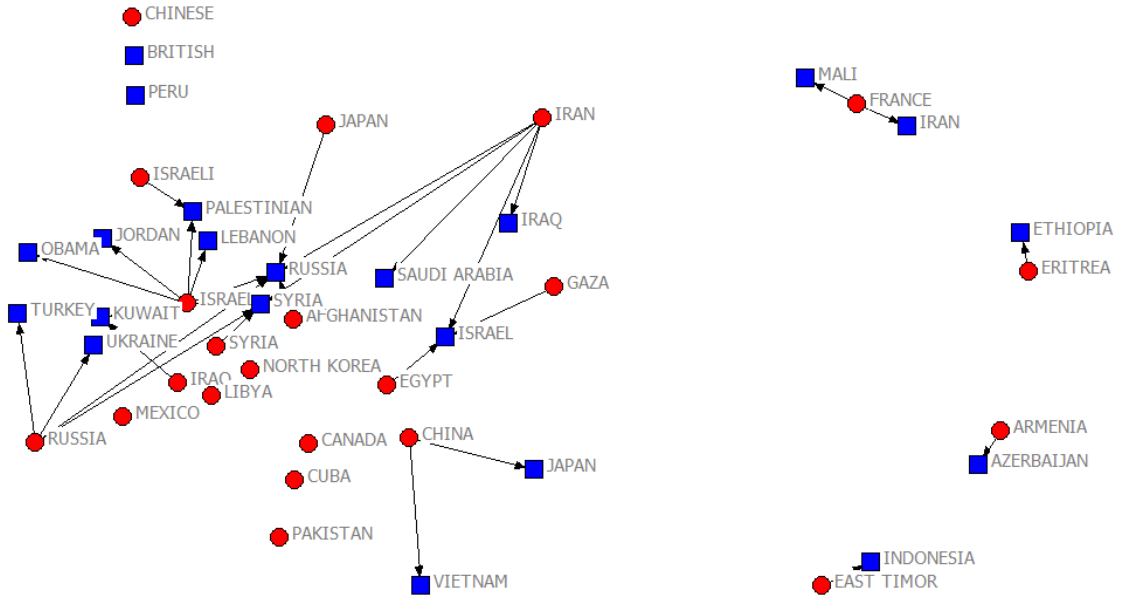 CHINESE
BRITISH
PERU
MALI
FRANCE
IRAN
JAPAN
IRAN
ISRAELI
PALESTINIAN
IRAQ
JORDAN
LEBANON
OBAMA
ETHIOPIA
RUSSIA
SAUDI ARABIA
ERITREA
GAZA
ISRAEL
SYRIA
TURKEY
KUWAIT
AFGHANISTAN
UKRAINE
SYRIA
ISRAEL
NORTH KOREA
IRAQ
LIBYA
EGYPT
MEXICO
RUSSIA
CANADA
CHINA
ARMENIA
JAPAN
AZERBAIJAN
CUBA
PAKISTAN
INDONESIA
VIETNAM
EAST TIMOR